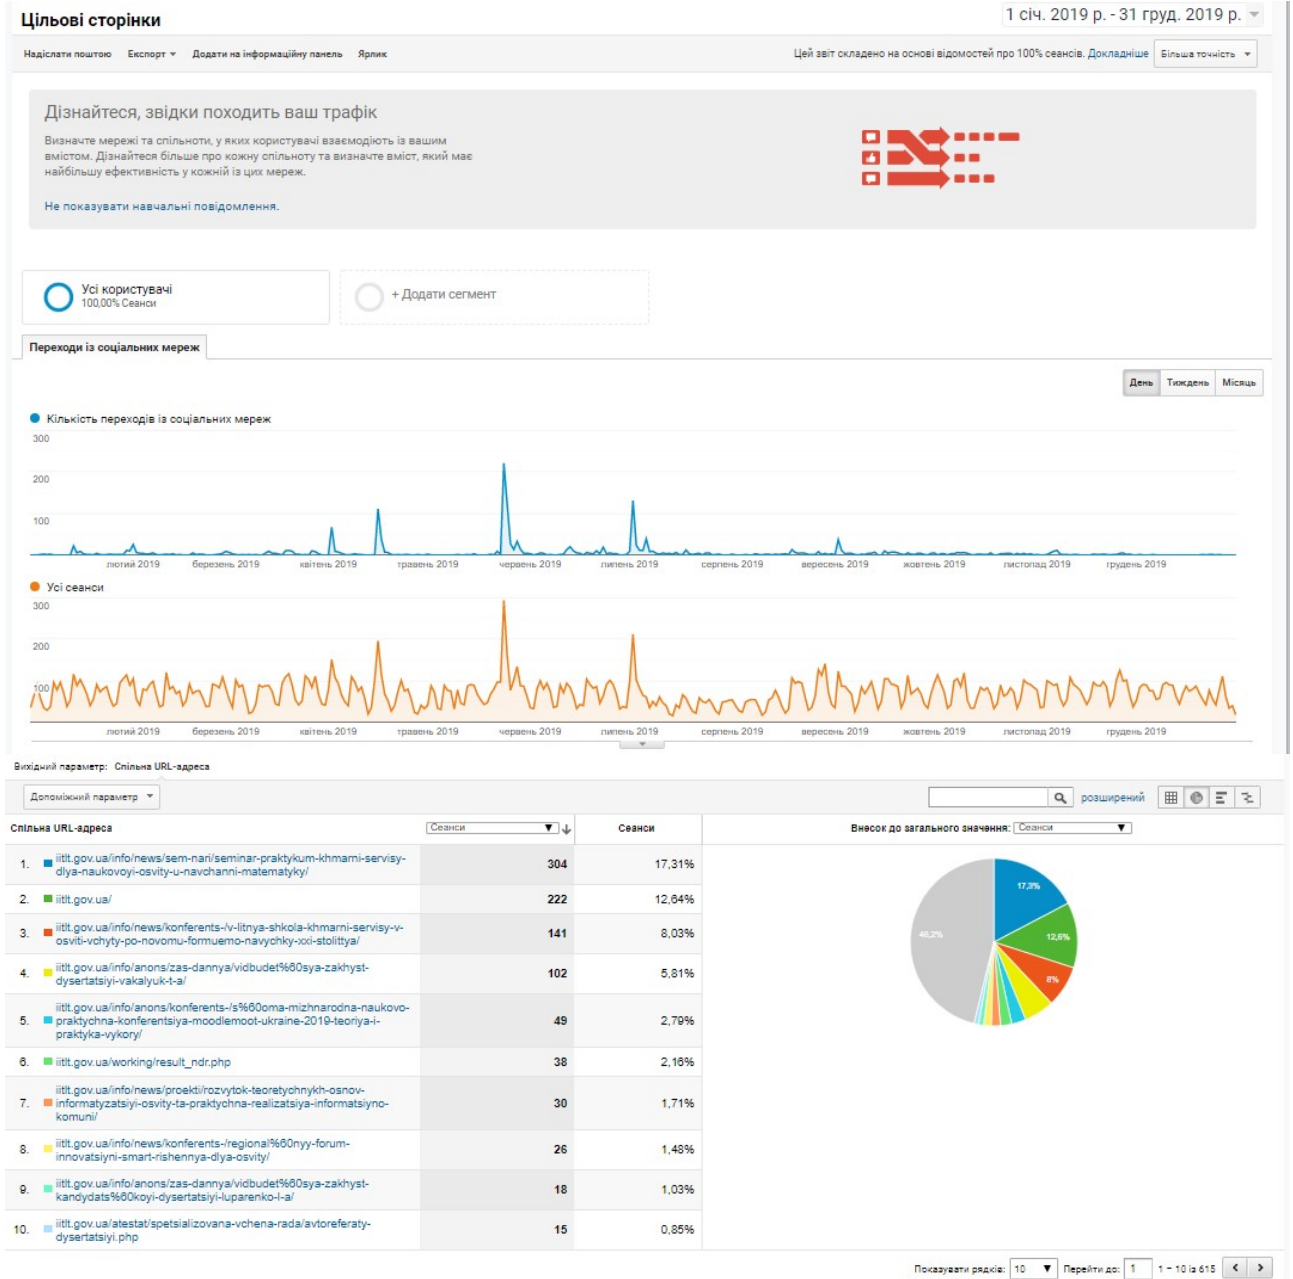 Цільові сторінки
1 січ. 2019 р. - 31 груд. 2019 р.
Надіслати поштою Експорт Додати на інформаційну панель Ярлик
Цей звіт складено на основі відомостей про 100% сеансів. Докладніше Більша точність
Дізнайтеся, звідки походить ваш трафік
Визначте мережі та спільноти, у яких користувачі взаємодіють із вашим
вмістом. Дізнайтеся більше про кожну спільноту та визначте вміст, який має
найбільшу ефективність у кожній із цих мереж.
Не показувати навчальні повідомлення.
Усі користувачі
100,00% Сеанси
+ Додати сегмент
Переходи із соціальних мереж
День Тиждень Місяць
Кількість переходів із соціальних мереж
300
200
100
лютий 2019 березень 2019 квітень 2019 травень 2019 червень 2019 липень 2019 серпень 2019 вересень 2019 жовтень 2019 листопад 2019 грудень 2019
Усі сеанси
300
200
100
лютий 2019 березень 2019 квітень 2019 травень 2019 червень 2019 липень 2019 серпень 2019 вересень 2019 жовтень 2019 листопад 2019 грудень 2019
Вихідний параметр: Спільна URL-адреса
Допоміжний параметр
розширений
Спільна URL-адреса Сеанси Сеанси Внесок до загального значення: Сеанси
1. iitlt.gov.ua/info/news/sem-nari/seminar-praktykum-khmarni-servisy-
dlya-naukovoyi-osvity-u-navchanni-matematyky/ 304 17,31%
2. iitlt.gov.ua/ 222 12,64%
3. iitlt.gov.ua/info/news/konferents-/v-litnya-shkola-khmarni-servisy-v-
osviti-vchyty-po-novomu-formuemo-navychky-xxi-stolittya/ 141 8,03%
4. iitlt.gov.ua/info/anons/zas-dannya/vidbudet%60sya-zakhyst-
dysertatsiyi-vakalyuk-t-a/ 102 5,81%
5. iitlt.gov.ua/info/anons/konferents-/s%60oma-mizhnarodna-naukovo-
praktychna-konferentsiya-moodlemoot-ukraine-2019-teoriya-i-
praktyka-vykory/ 49 2,79%
6. iitlt.gov.ua/working/result_ndr.php 38 2,16%
7. iitlt.gov.ua/info/news/proekti/rozvytok-teoretychnykh-osnov-
informatyzatsiyi-osvity-ta-praktychna-realizatsiya-informatsiyno-
komuni/ 30 1,71%
8. iitlt.gov.ua/info/news/konferents-/regional%60nyy-forum-
innovatsiyni-smart-rishennya-dlya-osvity/ 26 1,48%
9. iitlt.gov.ua/info/anons/zas-dannya/vidbudet%60sya-zakhyst-
kandydats%60koyi-dysertatsiyi-luparenko-l-a/ 18 1,03%
10. iitlt.gov.ua/atestat/spetsializovana-vchena-rada/avtoreferaty-
dysertatsiyi.php 15 0,85%
17,3%
12,6%
8%
46,2%
Показувати рядків: 10 Перейти до: 1 1 – 10 із 615